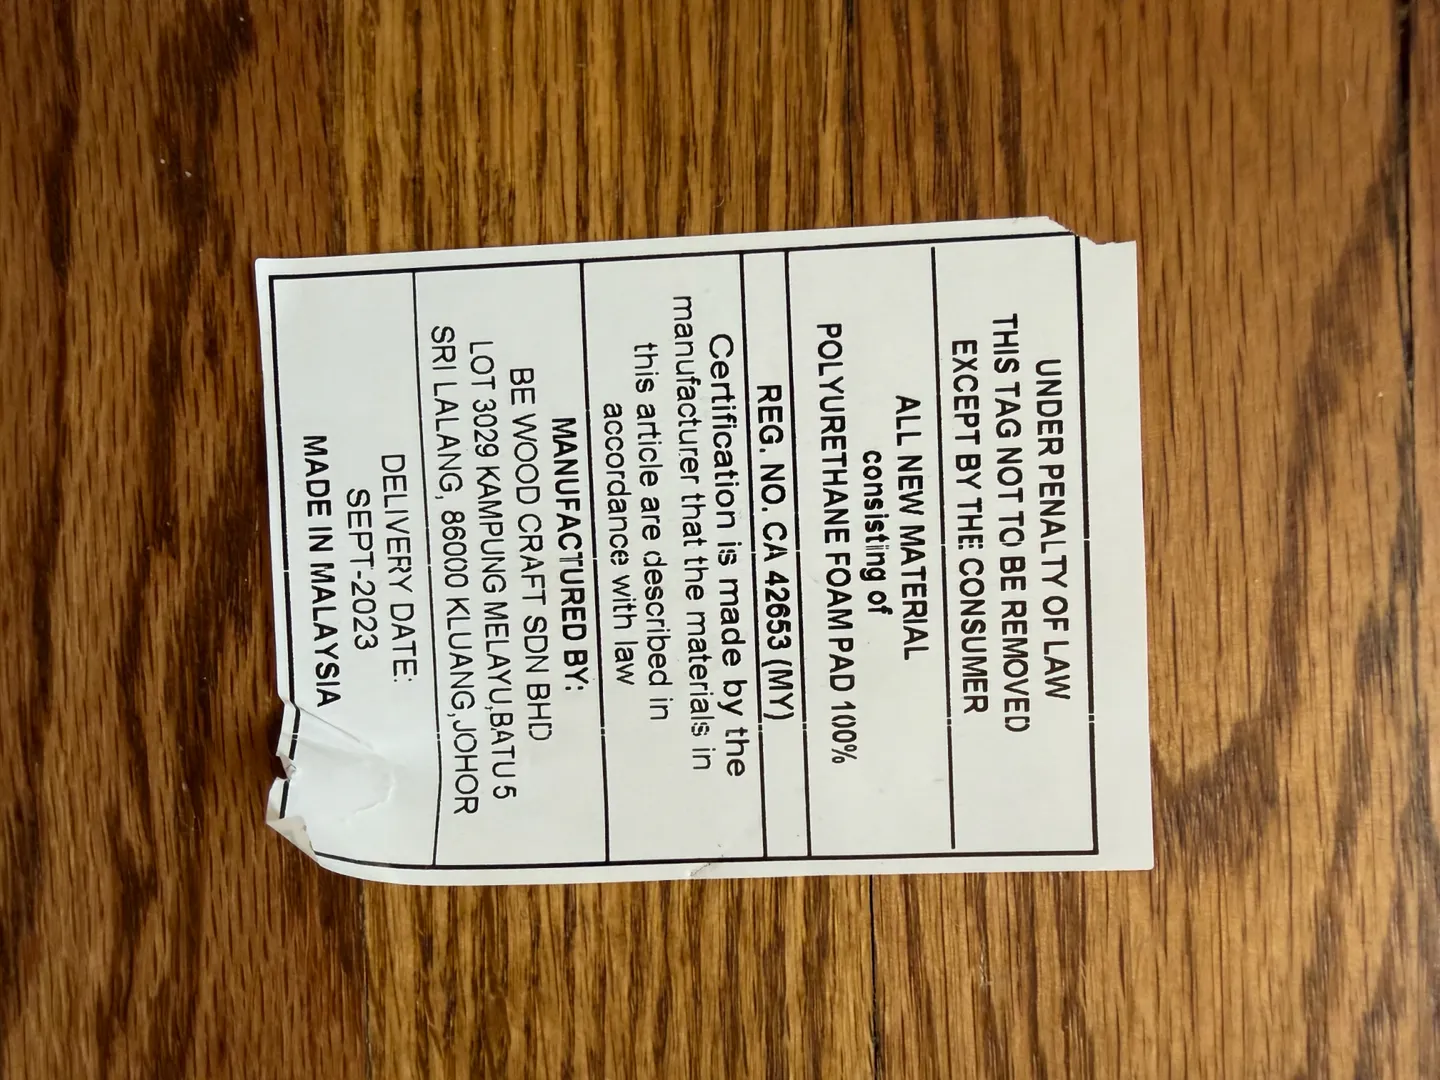 UNDER PENALTY OF LAW
THIS TAG NOT TO BE REMOVED
EXCEPT BY THE: CONSUMER
ALL NEW MATERIAL
consisting of
POLYURETHANE FOAM PAD 100%
REG. NO. CA 42653 (MY)
Certification is made by the
manufacturer that the materials in
this article are described in
accordance with law
MANUFACTURED BY:
BE WOOD CRAFT SDN BHD
LOT 3029 KAMPUNG MELAYU,BATU 5
SRI LALANG, 86000 KLUANG,JOHOR
DELIVERY DATE:
SEPT-2023
MADE IN MALAYSIA